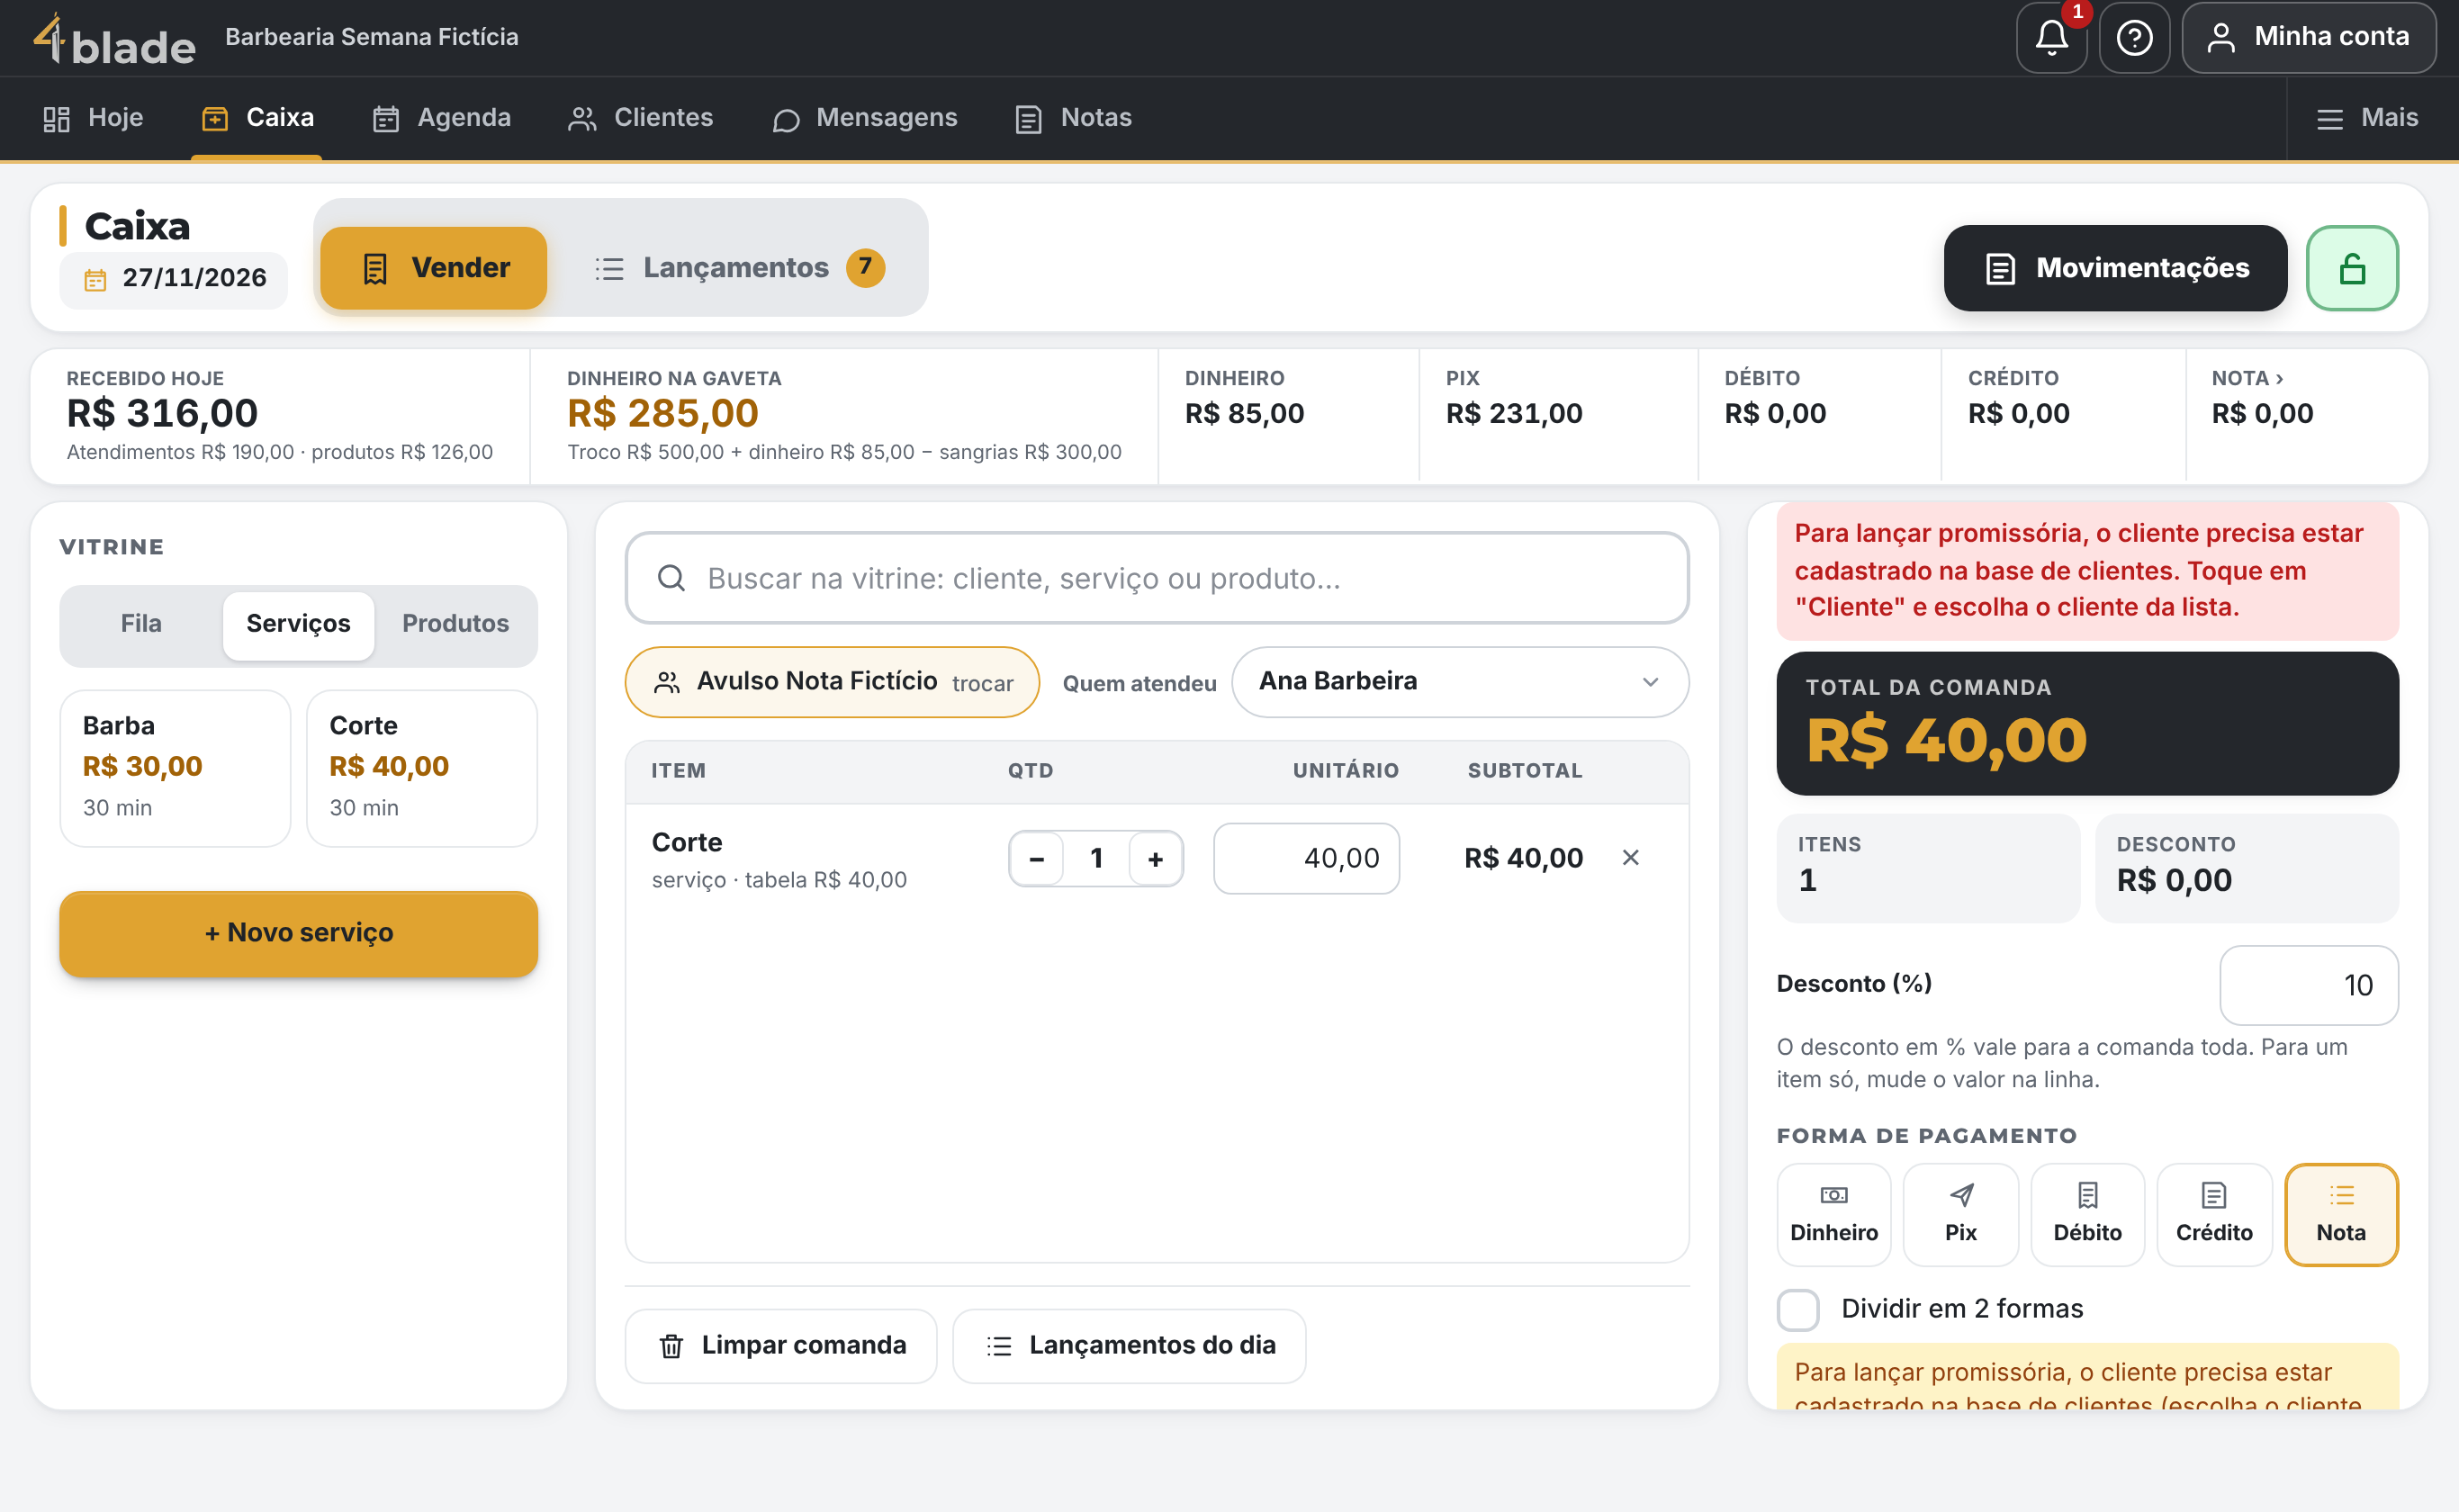 4blade
Barbearia Semana Fictícia
1
Minha conta
Hoje
Caixa
Agenda
Clientes
Mensagens
Notas
Mais
Caixa
27/11/2026
Vender
Lançamentos 7
Movimentações
RECEBIDO HOJE
R$ 316,00
Atendimentos R$ 190,00 · produtos R$ 126,00
DINHEIRO NA GAVETA
R$ 285,00
Troco R$ 500,00 + dinheiro R$ 85,00 − sangrias R$ 300,00
DINHEIRO
R$ 85,00
PIX
R$ 231,00
DÉBITO
R$ 0,00
CRÉDITO
R$ 0,00
NOTA ›
R$ 0,00
VITRINE
Fila
Serviços
Produtos
Barba
R$ 30,00
30 min
Corte
R$ 40,00
30 min
+ Novo serviço
Buscar na vitrine: cliente, serviço ou produto...
Avulso Nota Fictício trocar
Quem atendeu
Ana Barbeira
ITEM
QTD
UNITÁRIO
SUBTOTAL
Corte
serviço · tabela R$ 40,00
− 1 +
40,00
R$ 40,00
×
Limpar comanda
Lançamentos do dia
Para lançar promissória, o cliente precisa estar
cadastrado na base de clientes. Toque em
"Cliente" e escolha o cliente da lista.
TOTAL DA COMANDA
R$ 40,00
ITENS
1
DESCONTO
R$ 0,00
Desconto (%)
10
O desconto em % vale para a comanda toda. Para um
item só, mude o valor na linha.
FORMA DE PAGAMENTO
Dinheiro
Pix
Débito
Crédito
Nota
Dividir em 2 formas
Para lançar promissória, o cliente precisa estar
cadastrado na base de clientes (escolha o cliente